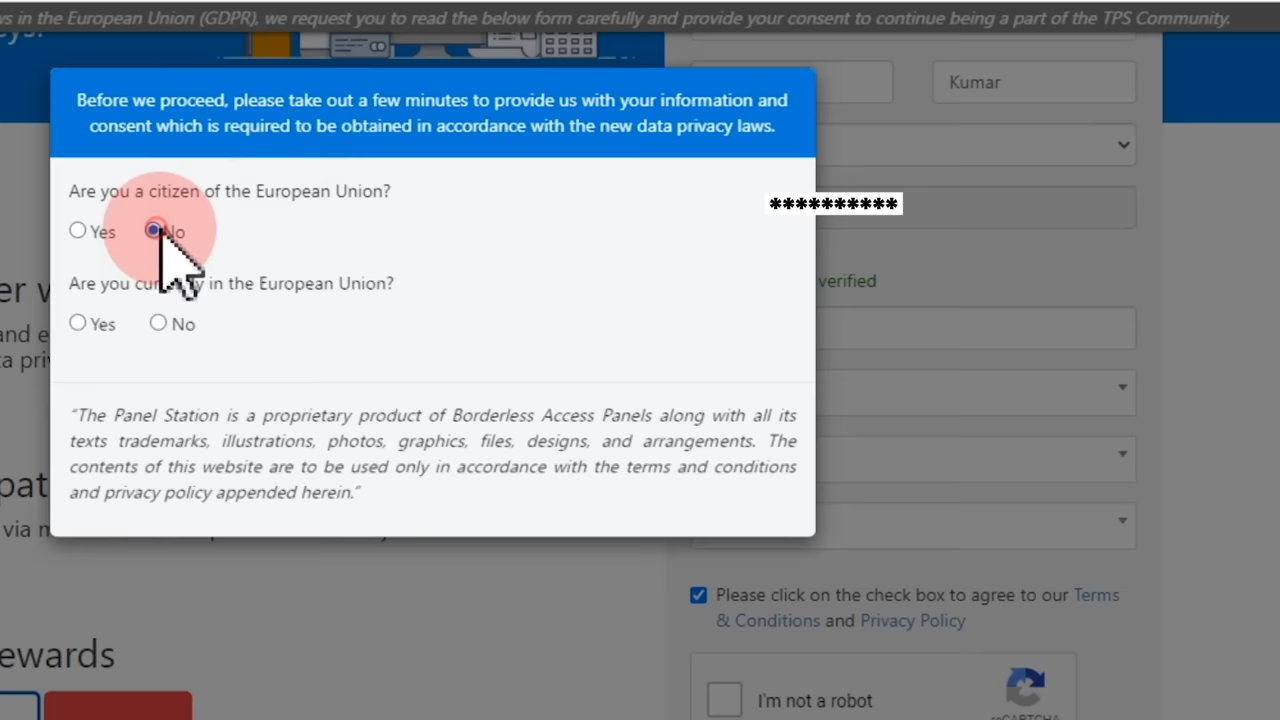 ws in the European Union (GDPR), we request you to read the below form carefully and provide your consent to continue being a part of the TPS Community.
Before we proceed, please take out a few minutes to provide us with your information and
consent which is required to be obtained in accordance with the new data privacy laws.
Kumar
Are you a citizen of the European Union?
**********
Yes No
verified
Are you in the European Union?
Yes No
and e
“The Panel Station is a proprietary product of Borderless Access Panels along with all its
texts trademarks, illustrations, photos, graphics, files, designs, and arrangements. The
contents of this website are to be used only in accordance with the terms and conditions
and privacy policy appended herein.”
pat
via m
Please click on the check box to agree to our Terms
& Conditions and Privacy Policy
ewards
I'm not a robot
reCAPTCHA